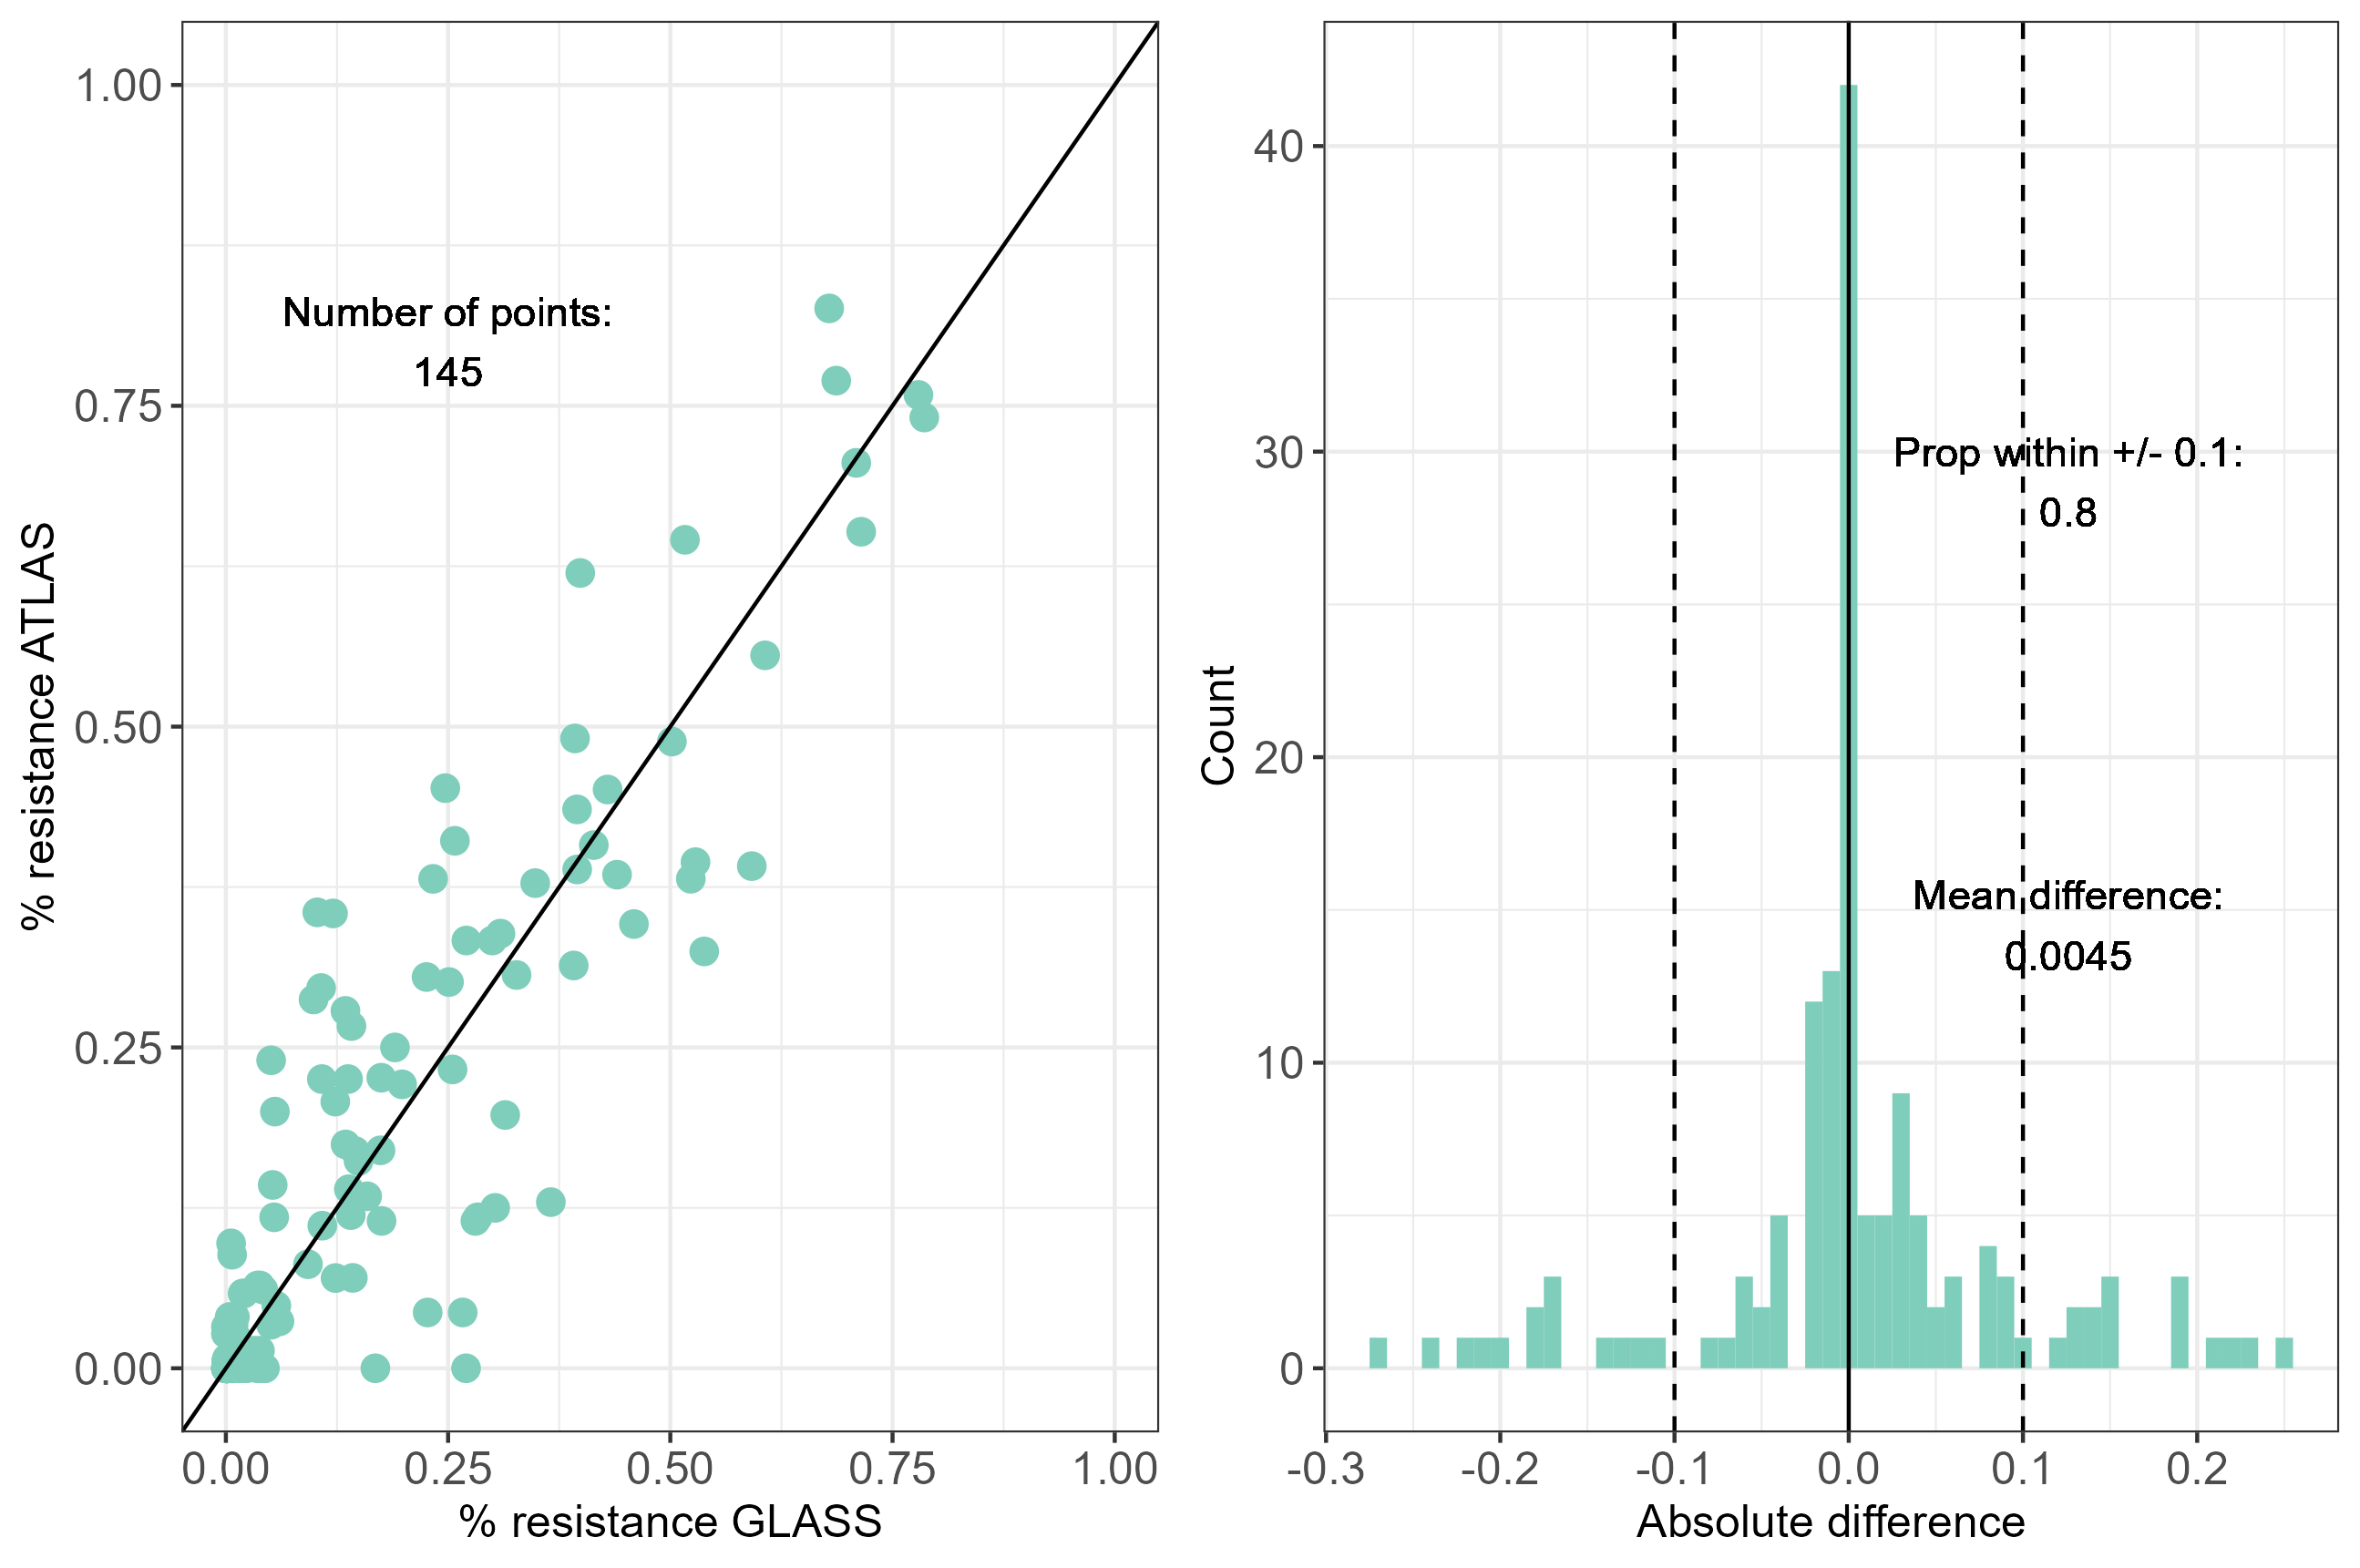 1.00
0.75
0.50
0.25
0.00
% resistance ATLAS
Number of points:
145
0.00 0.25 0.50 0.75 1.00
% resistance GLASS
40
30
20
10
0
Count
Prop within +/- 0.1:
0.8
Mean difference:
0.0045
-0.3 -0.2 -0.1 0.0 0.1 0.2
Absolute difference